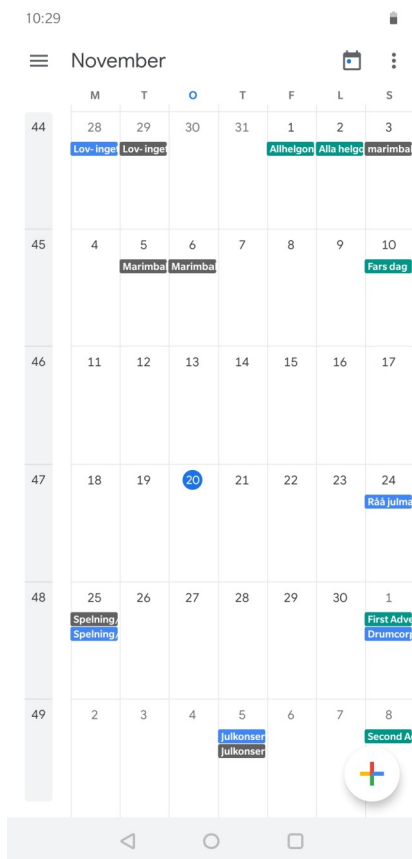 10:29
November
M T O T F L S
44 28 29 30 31 1 2 3
Lov- inget Lov- inget Allhelgon Alla helgo marimba
45 4 5 6 7 8 9 10
Marimba Marimba Fars dag
46 11 12 13 14 15 16 17
47 18 19 20 21 22 23 24
Råå julma
48 25 26 27 28 29 30 1
Spelning/ First Adve
Spelning/ Drumcorp
49 2 3 4 5 6 7 8
Julkonser Second A
Julkonser